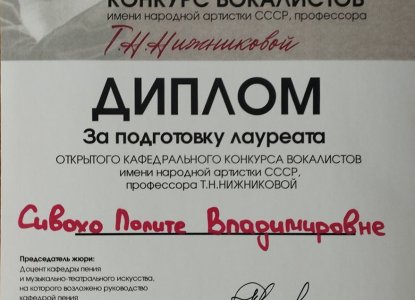 КОНКУРС ВОКАЛИСТОВ
имени народной артистки СССР, профессора
Т.Н.Нижниковой
ДИПЛОМ
За подготовку лауреата
ОТКРЫТОГО КАФЕДРАЛЬНОГО КОНКУРСА ВОКАЛИСТОВ
имени народной артистки СССР,
профессора Т.Н.НИЖНИКОВОЙ
Сивохо Полите Владимировне
Председатель жюри:
Доцент кафедры пения
и музыкально-театрального искусства,
на которого возложено руководство
кафедрой пения